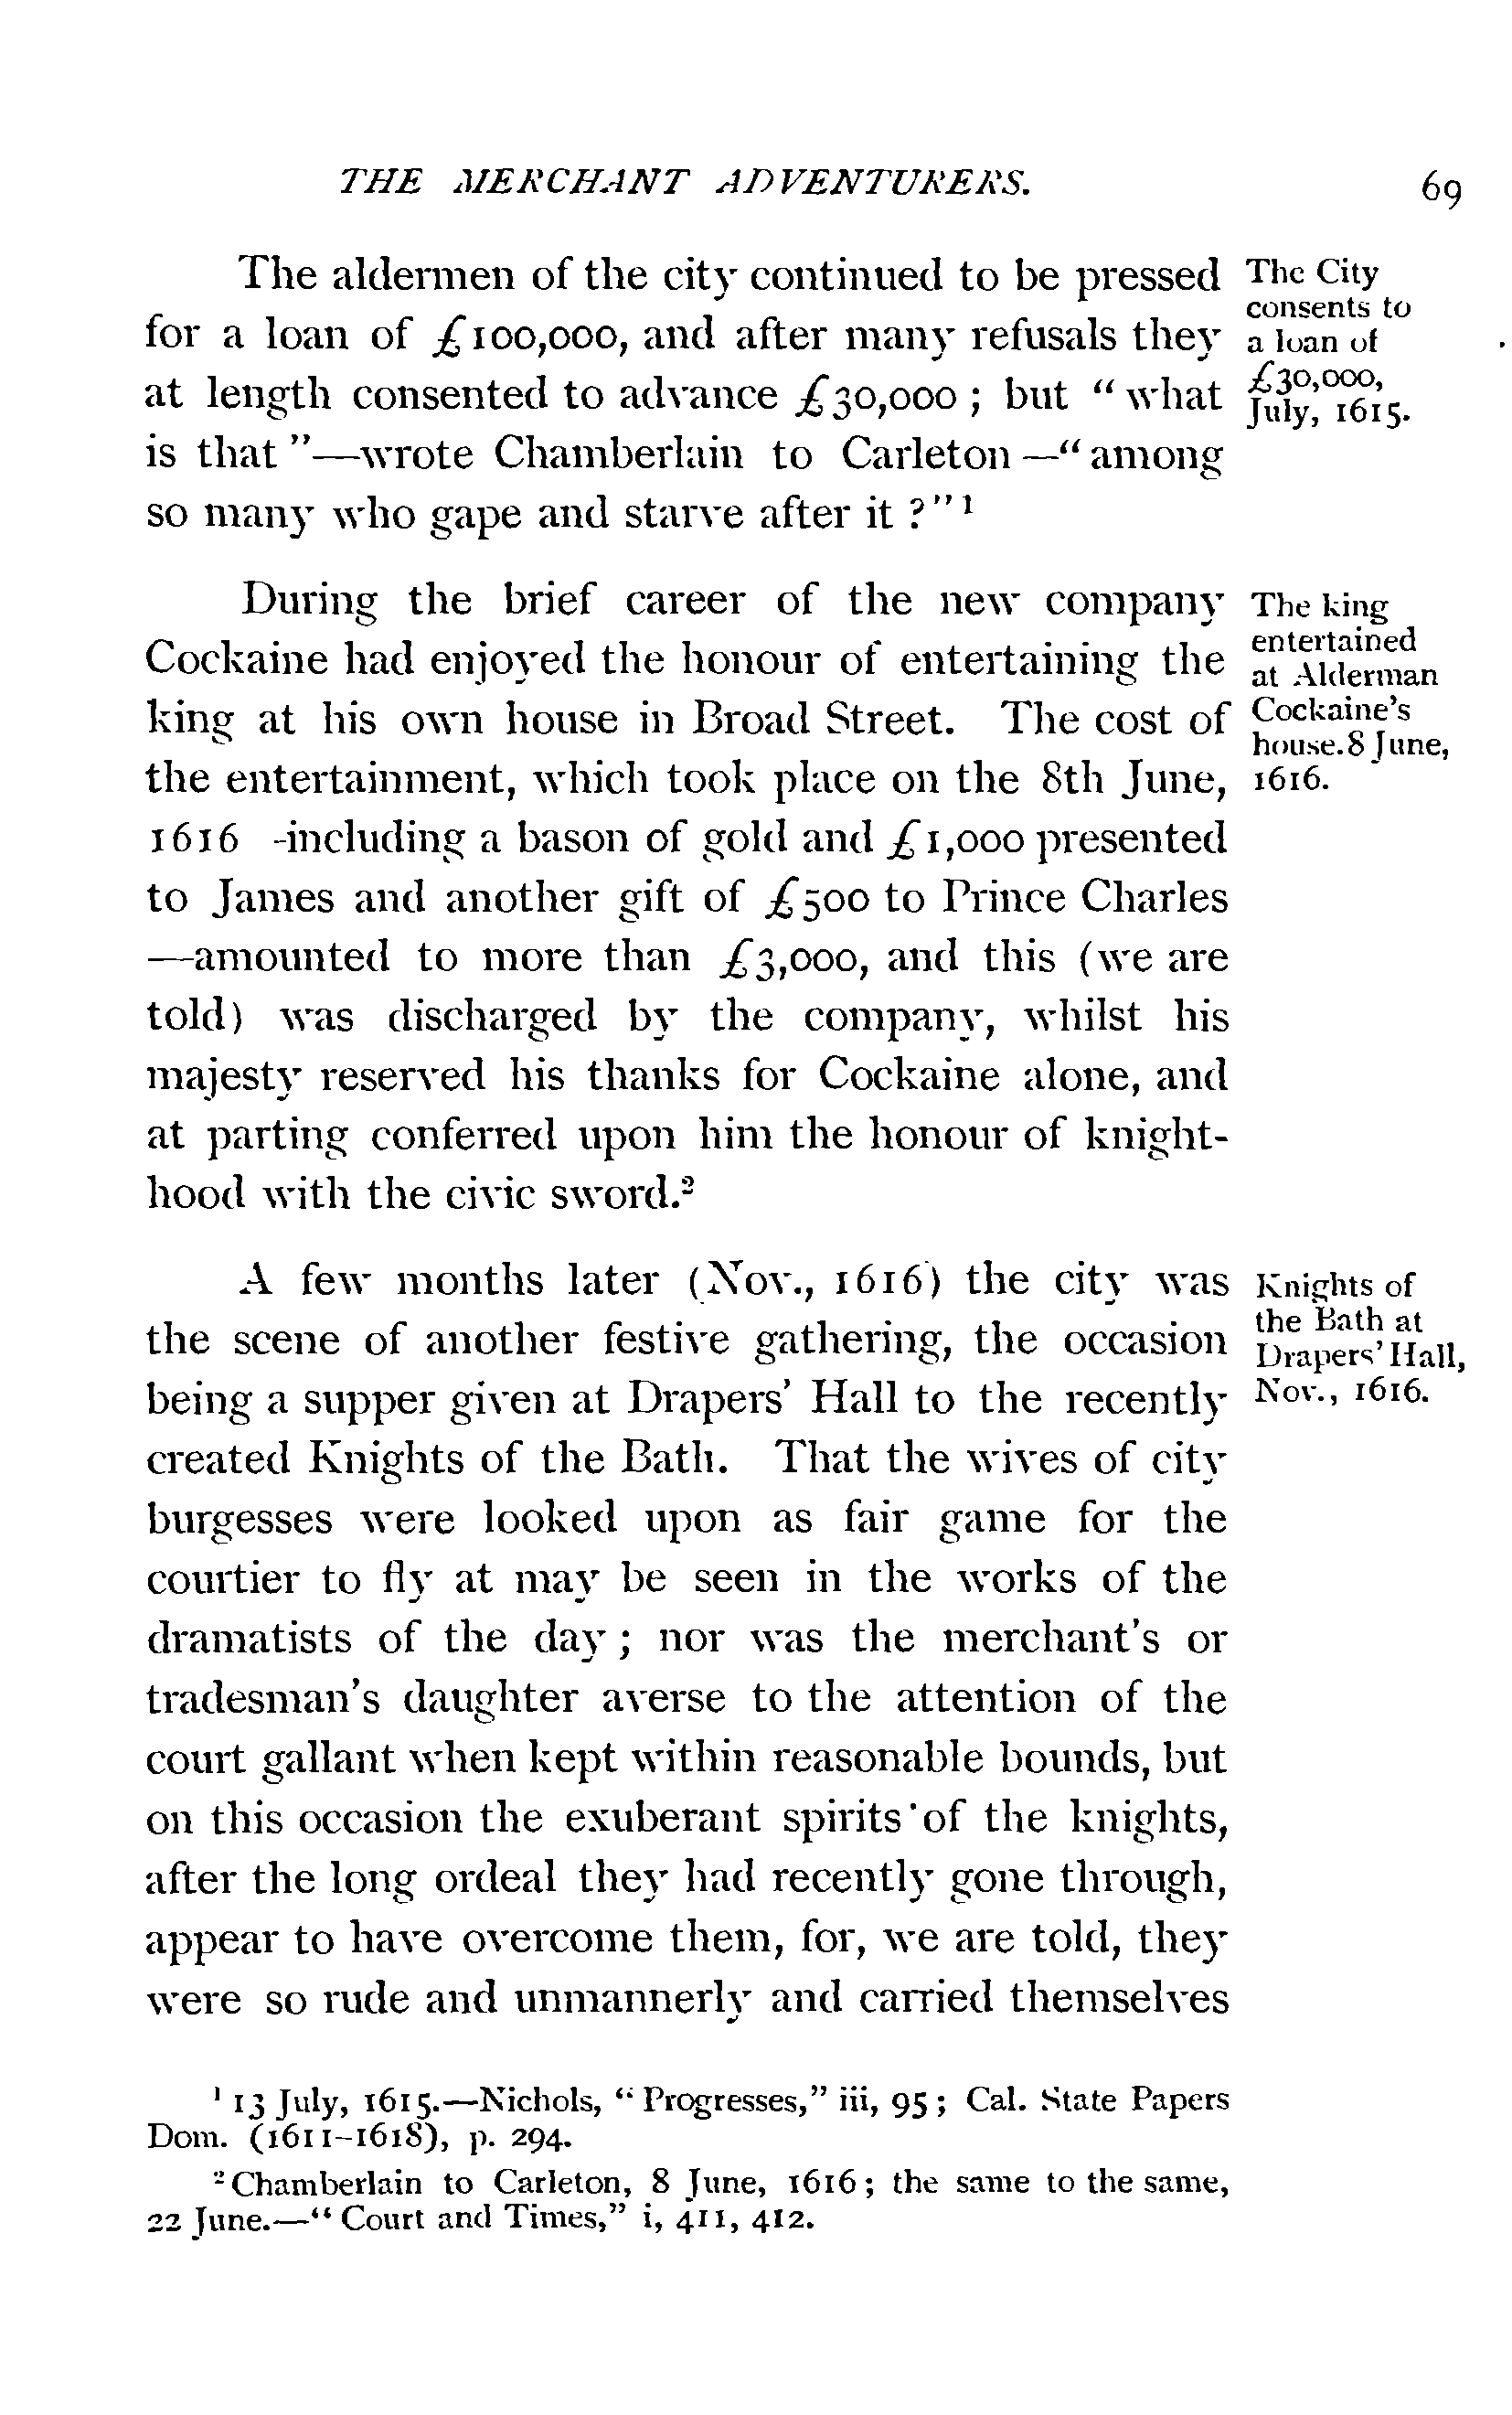 THE MERCHANT ADVENTURERS. 69
The aldermen of the city continued to be pressed
for a loan of £100,000, and after many refusals they
at length consented to advance £30,000; but "what
is that"—wrote Chamberlain to Carleton—"among
so many who gape and starve after it?"¹
The City
consents to
a loan of
£30,000,
July, 1615.
During the brief career of the new company
Cockaine had enjoyed the honour of entertaining the
king at his own house in Broad Street. The cost of
the entertainment, which took place on the 8th June,
1616 -including a bason of gold and £1,000 presented
to James and another gift of £500 to Prince Charles
—amounted to more than £3,000, and this (we are
told) was discharged by the company, whilst his
majesty reserved his thanks for Cockaine alone, and
at parting conferred upon him the honour of knight-
hood with the civic sword.²
The king
entertained
at Alderman
Cockaine's
house. 8 June,
1616.
A few months later (Nov., 1616) the city was
the scene of another festive gathering, the occasion
being a supper given at Drapers' Hall to the recently
created Knights of the Bath. That the wives of city
burgesses were looked upon as fair game for the
courtier to fly at may be seen in the works of the
dramatists of the day; nor was the merchant's or
tradesman's daughter averse to the attention of the
court gallant when kept within reasonable bounds, but
on this occasion the exuberant spirits of the knights,
after the long ordeal they had recently gone through,
appear to have overcome them, for, we are told, they
were so rude and unmannerly and carried themselves
Knights of
the Bath at
Drapers' Hall,
Nov., 1616.
¹ 13 July, 1615.—Nichols, "Progresses," iii, 95; Cal. State Papers
Dom. (1611-1618), p. 294.
² Chamberlain to Carleton, 8 June, 1616; the same to the same,
22 June.—"Court and Times," i, 411, 412.